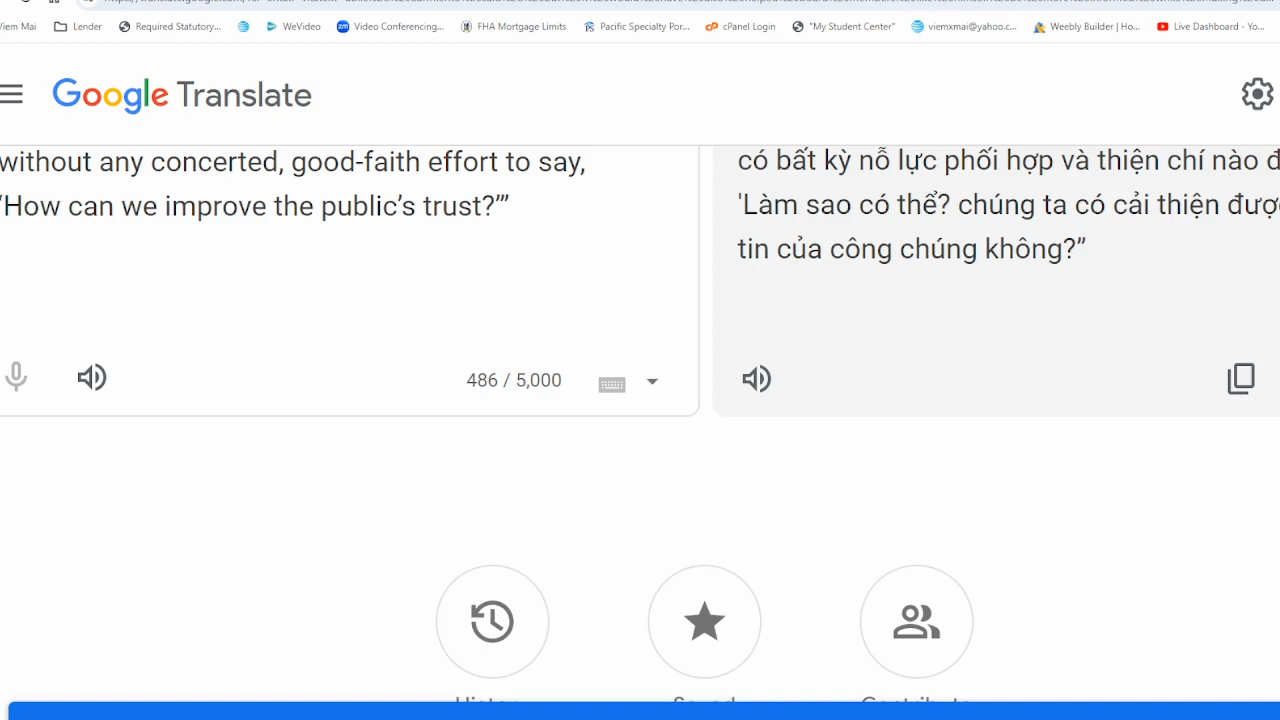 Viem Mai Lender Required Statutory... WeVideo Video Conferencing... FHA Mortgage Limits Pacific Specialty Por... cPanel Login "My Student Center" viemxmai@yahoo.c... Weebly Builder | Ho... Live Dashboard - Yo...
Google Translate
without any concerted, good-faith effort to say,
‘How can we improve the public’s trust?’”
có bất kỳ nỗ lực phối hợp và thiện chí nào
'Làm sao có thể? chúng ta có cải thiện
tin của công chúng không?”
486 / 5,000